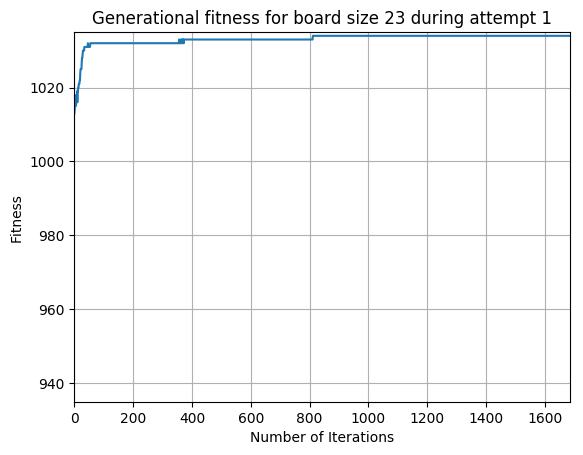 Generational fitness for board size 23 during attempt 1
Fitness
1020
1000
980
960
940
0 200 400 600 800 1000 1200 1400 1600
Number of Iterations